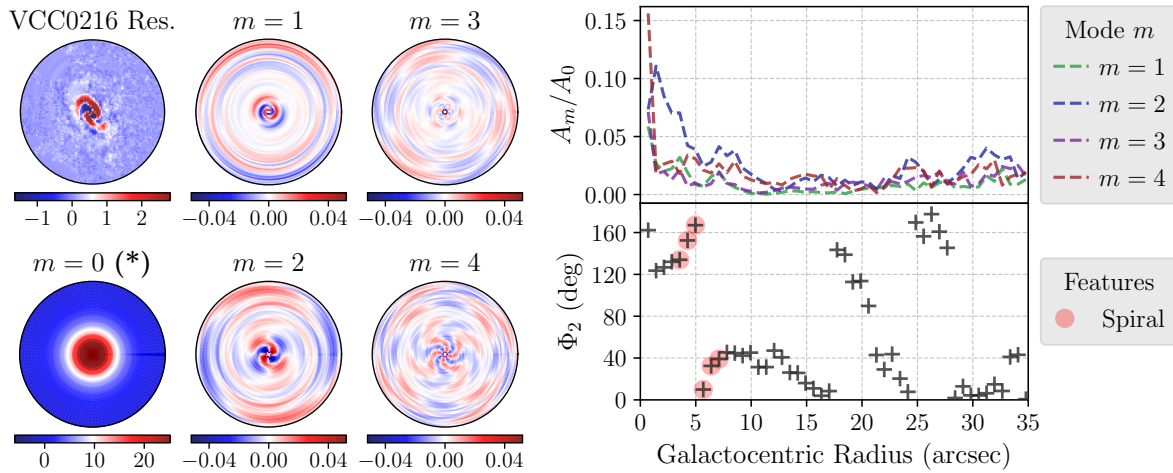 VCC0216 Res.
m = 1
m = 3
−1 0 1 2
−0.04 0.00 0.04
−0.04 0.00 0.04
m = 0 (*)
m = 2
m = 4
0 10 20
−0.04 0.00 0.04
−0.04 0.00 0.04
A_m/A_0
0.15
0.10
0.05
0.00
Φ_2 (deg)
160
120
80
40
0
0 5 10 15 20 25 30 35
Galactocentric Radius (arcsec)
Mode m
m = 1
m = 2
m = 3
m = 4
Features
Spiral